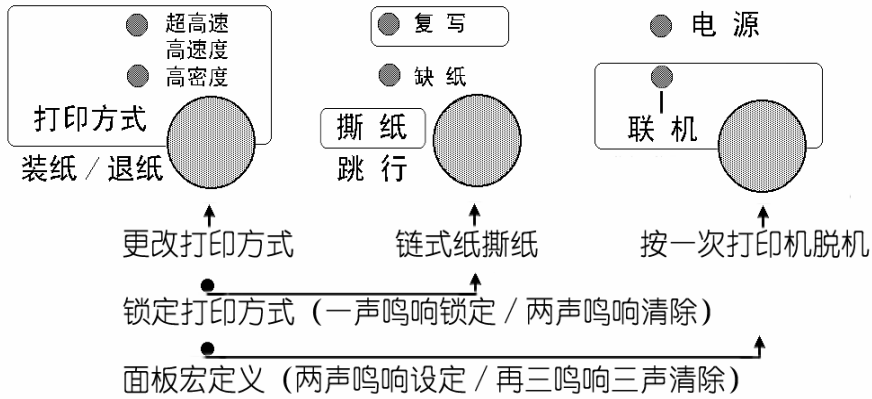 超高速
高速度
高密度
打印方式
装纸/退纸
复写
缺纸
撕纸
跳行
电源
联机
更改打印方式
链式纸撕纸
按一次打印机脱机
锁定打印方式(一声鸣响锁定/两声鸣响清除)
面板宏定义(两声鸣响设定/再三鸣响三声清除)